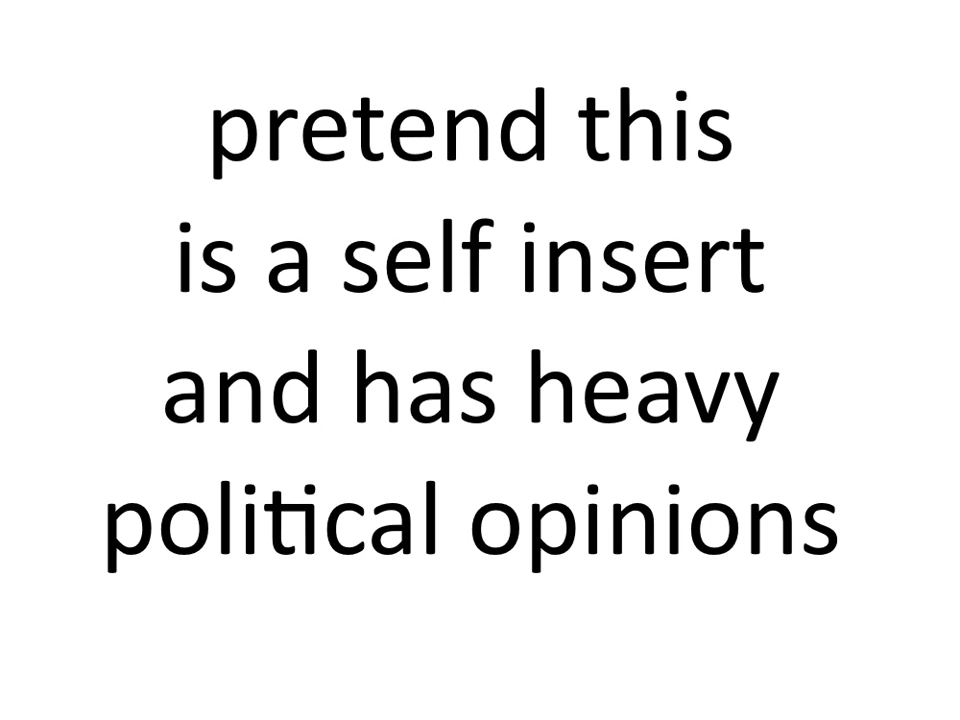 pretend this
is a self insert
and has heavy
political opinions